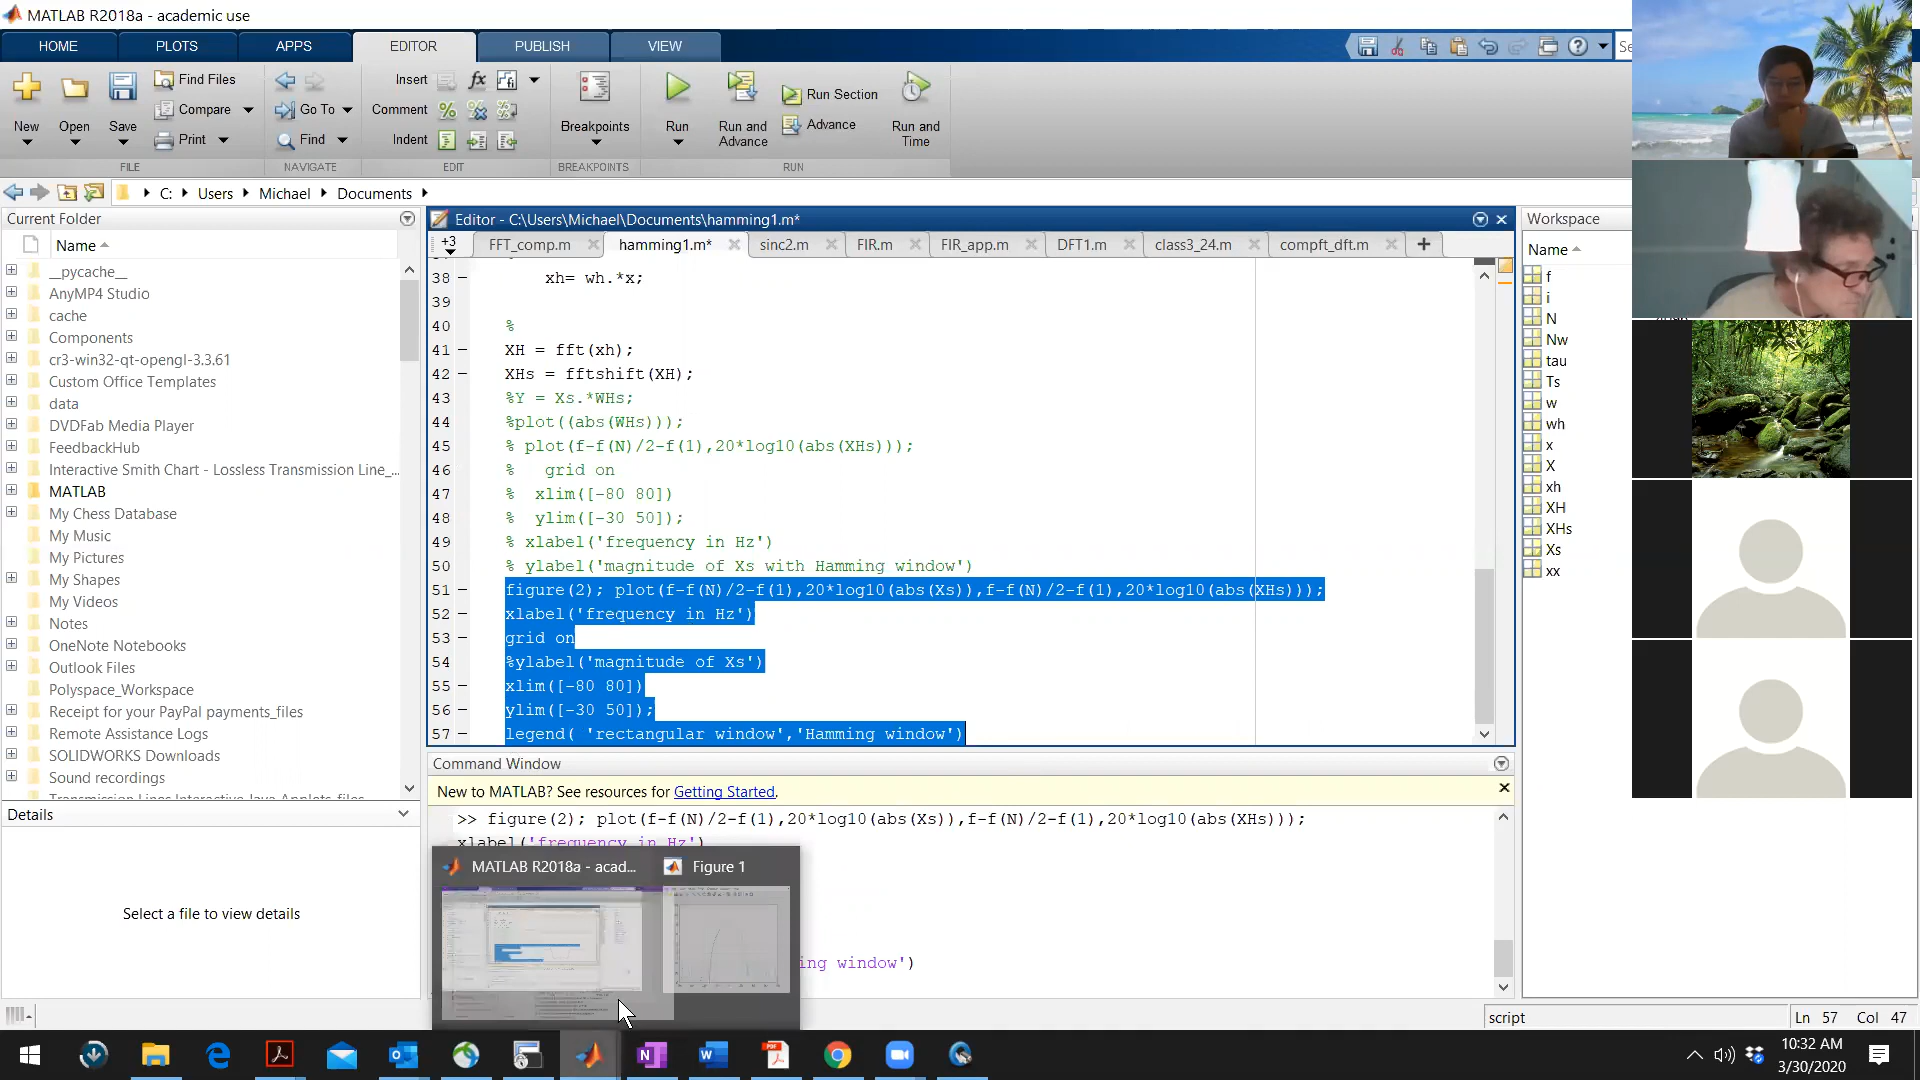 MATLAB R2018a - academic use
HOME PLOTS APPS EDITOR PUBLISH VIEW
Se
New Open Save Find Files Compare Print
Go To Find
Insert Comment Indent
fx
Breakpoints
Run Run and Advance Run Section Advance Run and Time
FILE NAVIGATE EDIT BREAKPOINTS RUN
C: Users Michael Documents
Current Folder
Name
__pycache__
AnyMP4 Studio
cache
Components
cr3-win32-qt-opengl-3.3.61
Custom Office Templates
data
DVDFab Media Player
FeedbackHub
Interactive Smith Chart - Lossless Transmission Line_...
MATLAB
My Chess Database
My Music
My Pictures
My Shapes
My Videos
Notes
OneNote Notebooks
Outlook Files
Polyspace_Workspace
Receipt for your PayPal payments_files
Remote Assistance Logs
SOLIDWORKS Downloads
Sound recordings
Transmission Lines Interactive Java Applets_files
Details
Select a file to view details
Editor - C:\Users\Michael\Documents\hamming1.m*
+3 FFT_comp.m hamming1.m* sinc2.m FIR.m FIR_app.m DFT1.m class3_24.m compft_dft.m
38 xh= wh.*x;
39
40 %
41 XH = fft(xh);
42 XHs = fftshift(XH);
43 %Y = Xs.*WHs;
44 %plot((abs(WHs)));
45 % plot(f-f(N)/2-f(1),20*log10(abs(XHs)));
46 % grid on
47 % xlim([-80 80])
48 % ylim([-30 50]);
49 % xlabel('frequency in Hz')
50 % ylabel('magnitude of Xs with Hamming window')
51 figure(2); plot(f-f(N)/2-f(1),20*log10(abs(Xs)),f-f(N)/2-f(1),20*log10(abs(XHs)));
52 xlabel('frequency in Hz')
53 grid on
54 %ylabel('magnitude of Xs')
55 xlim([-80 80])
56 ylim([-30 50]);
57 legend( 'rectangular window','Hamming window')
Command Window
New to MATLAB? See resources for Getting Started.
>> figure(2); plot(f-f(N)/2-f(1),20*log10(abs(Xs)),f-f(N)/2-f(1),20*log10(abs(XHs)));
xlabel('frequency in Hz')
MATLAB R2018a - acad... Figure 1
ing window')
Workspace
Name
f
i
N
Nw
tau
Ts
w
wh
x
X
xh
XH
XHs
Xs
xx
script Ln 57 Col 47
10:32 AM
3/30/2020